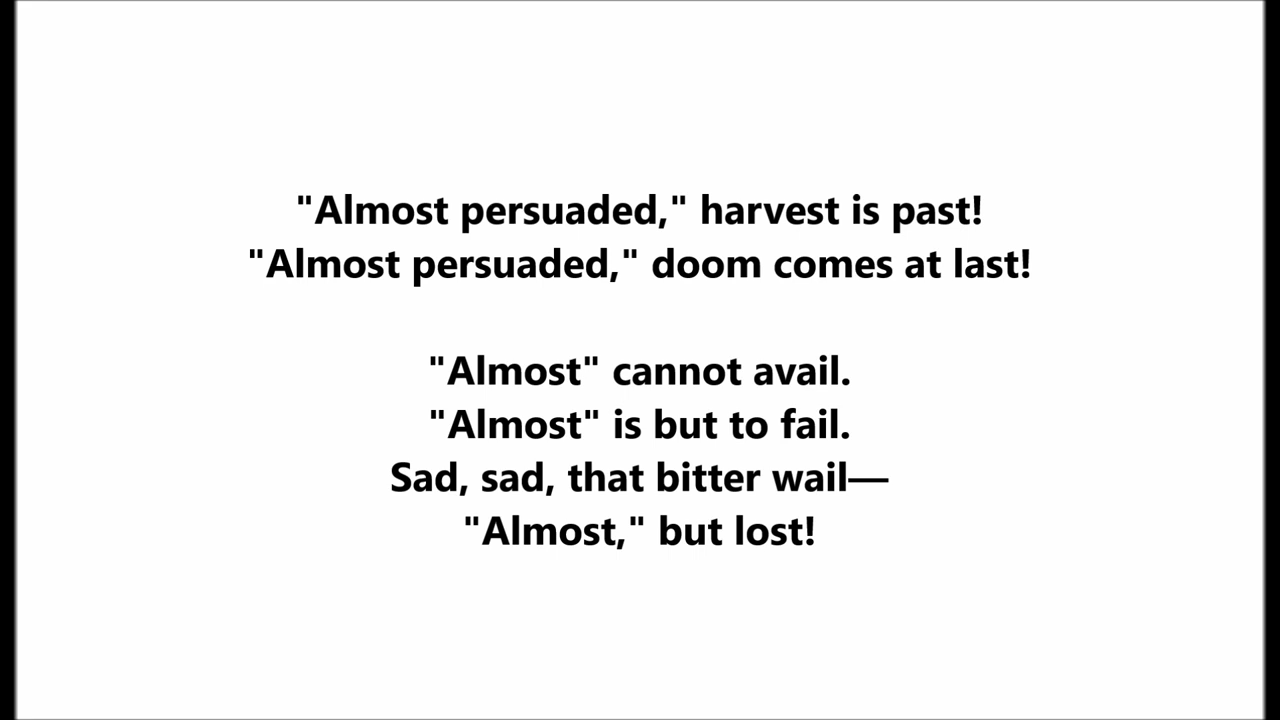 "Almost persuaded," harvest is past!
"Almost persuaded," doom comes at last!
"Almost" cannot avail.
"Almost" is but to fail.
Sad, sad, that bitter wail—
"Almost," but lost!